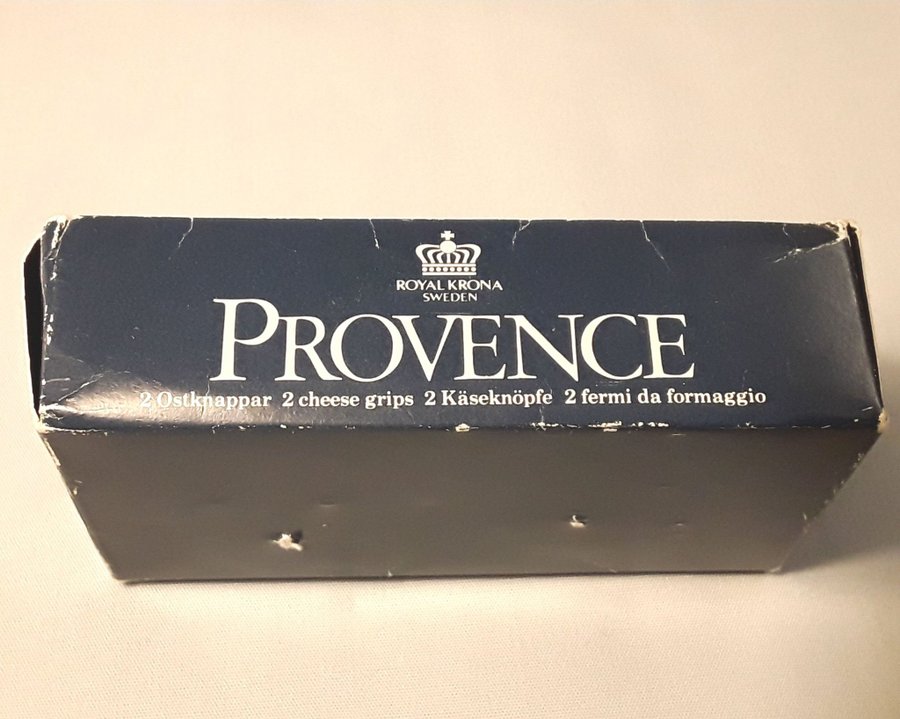 ROYAL KRONA
SWEDEN
PROVENCE
2 Ostknappar 2 cheese grips 2 Käseknöpfe 2 fermi da formaggio